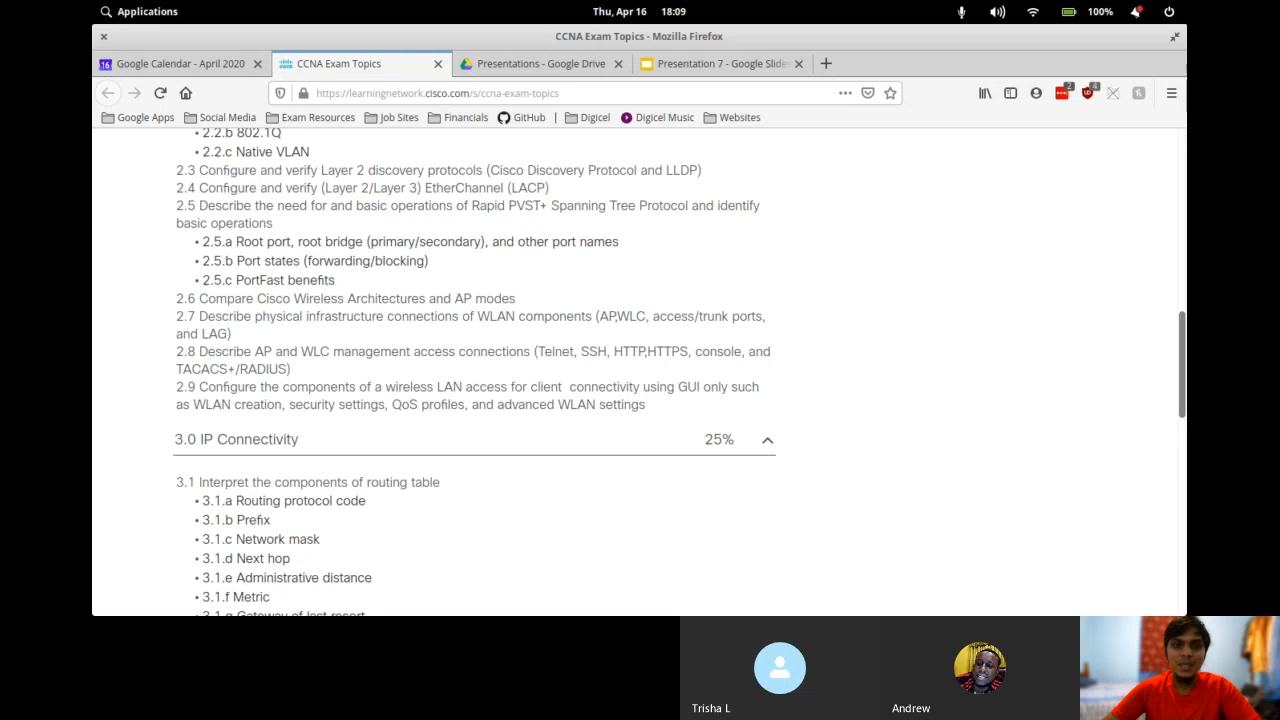 Applications
Thu, Apr 16 18:09
100%
CCNA Exam Topics - Mozilla Firefox
16 Google Calendar - April 2020
CCNA Exam Topics
Presentations - Google Drive
Presentation 7 - Google Slides
https://learningnetwork.cisco.com/s/ccna-exam-topics
2
4
Google Apps Social Media Exam Resources Job Sites Financials GitHub | Digicel Digicel Music Websites
• 2.2.b 802.1Q
• 2.2.c Native VLAN
2.3 Configure and verify Layer 2 discovery protocols (Cisco Discovery Protocol and LLDP)
2.4 Configure and verify (Layer 2/Layer 3) EtherChannel (LACP)
2.5 Describe the need for and basic operations of Rapid PVST+ Spanning Tree Protocol and identify
basic operations
• 2.5.a Root port, root bridge (primary/secondary), and other port names
• 2.5.b Port states (forwarding/blocking)
• 2.5.c PortFast benefits
2.6 Compare Cisco Wireless Architectures and AP modes
2.7 Describe physical infrastructure connections of WLAN components (AP,WLC, access/trunk ports,
and LAG)
2.8 Describe AP and WLC management access connections (Telnet, SSH, HTTP,HTTPS, console, and
TACACS+/RADIUS)
2.9 Configure the components of a wireless LAN access for client connectivity using GUI only such
as WLAN creation, security settings, QoS profiles, and advanced WLAN settings
3.0 IP Connectivity 25%
3.1 Interpret the components of routing table
• 3.1.a Routing protocol code
• 3.1.b Prefix
• 3.1.c Network mask
• 3.1.d Next hop
• 3.1.e Administrative distance
• 3.1.f Metric
• 3.1.g Gateway of last resort
Trisha L
Andrew